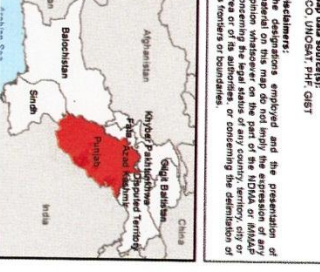 Map data source(s):
CO, UNOSAT, PHF, GIST
Disclaimers:
The designations employed and the presentation of
material on this map do not imply the expression of any
opinion whatsoever on the part of the NDMA or IMMAP
concerning the legal status of any country, territory, city or
area or of its authorities, or concerning the delimitation of
its frontiers or boundaries.
China
Gilgit Baltistan
Afghanistan
Khyber Pakhtunkhwa
Disputed Territory
Fata
Azad Kashmir
Punjab
Balochistan
India
Sindh
Arabian Sea